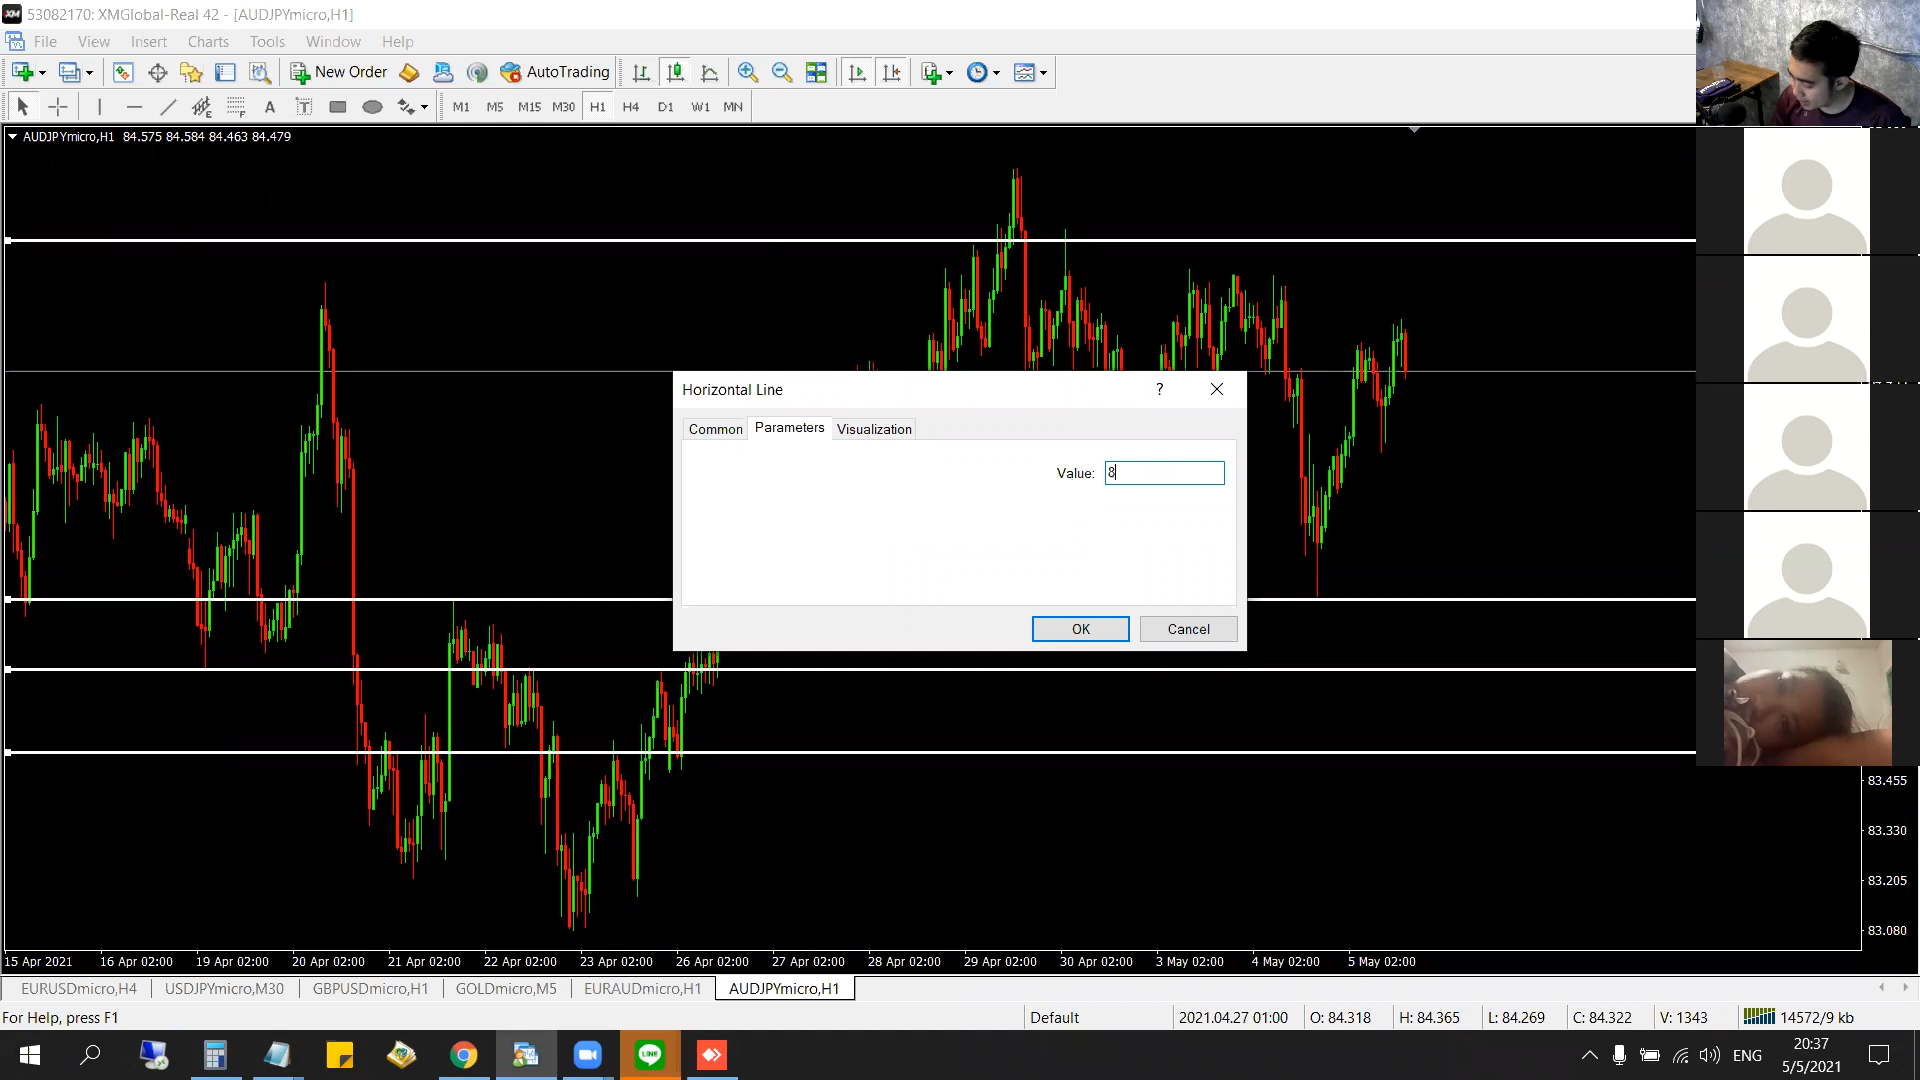 53082170: XMGlobal-Real 42 - [AUDJPYmicro,H1]
File View Insert Charts Tools Window Help
New Order AutoTrading
A T M1 M5 M15 M30 H1 H4 D1 W1 MN
AUDJPYmicro,H1 84.575 84.584 84.463 84.479
Horizontal Line ?
Common Parameters Visualization
Value: 8
OK Cancel
83.455
83.330
83.205
83.080
15 Apr 2021 16 Apr 02:00 19 Apr 02:00 20 Apr 02:00 21 Apr 02:00 22 Apr 02:00 23 Apr 02:00 26 Apr 02:00 27 Apr 02:00 28 Apr 02:00 29 Apr 02:00 30 Apr 02:00 3 May 02:00 4 May 02:00 5 May 02:00
EURUSDmicro,H4 USDJPYmicro,M30 GBPUSDmicro,H1 GOLDmicro,M5 EURAUDmicro,H1 AUDJPYmicro,H1
For Help, press F1 Default 2021.04.27 01:00 O: 84.318 H: 84.365 L: 84.269 C: 84.322 V: 1343 14572/9 kb
LINE ENG 20:37
5/5/2021